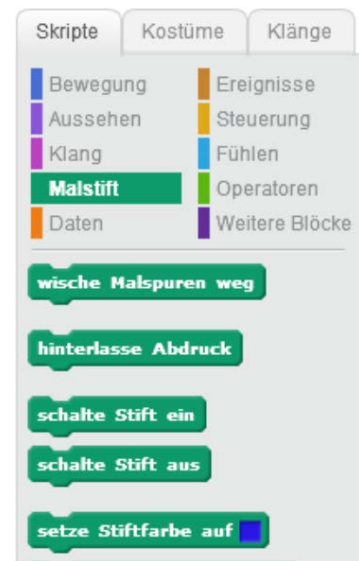 Skripte Kostüme Klänge
Bewegung Ereignisse
Aussehen Steuerung
Klang Fühlen
Malstift Operatoren
Daten Weitere Blöcke
wische Malspuren weg
hinterlasse Abdruck
schalte Stift ein
schalte Stift aus
setze Stiftfarbe auf